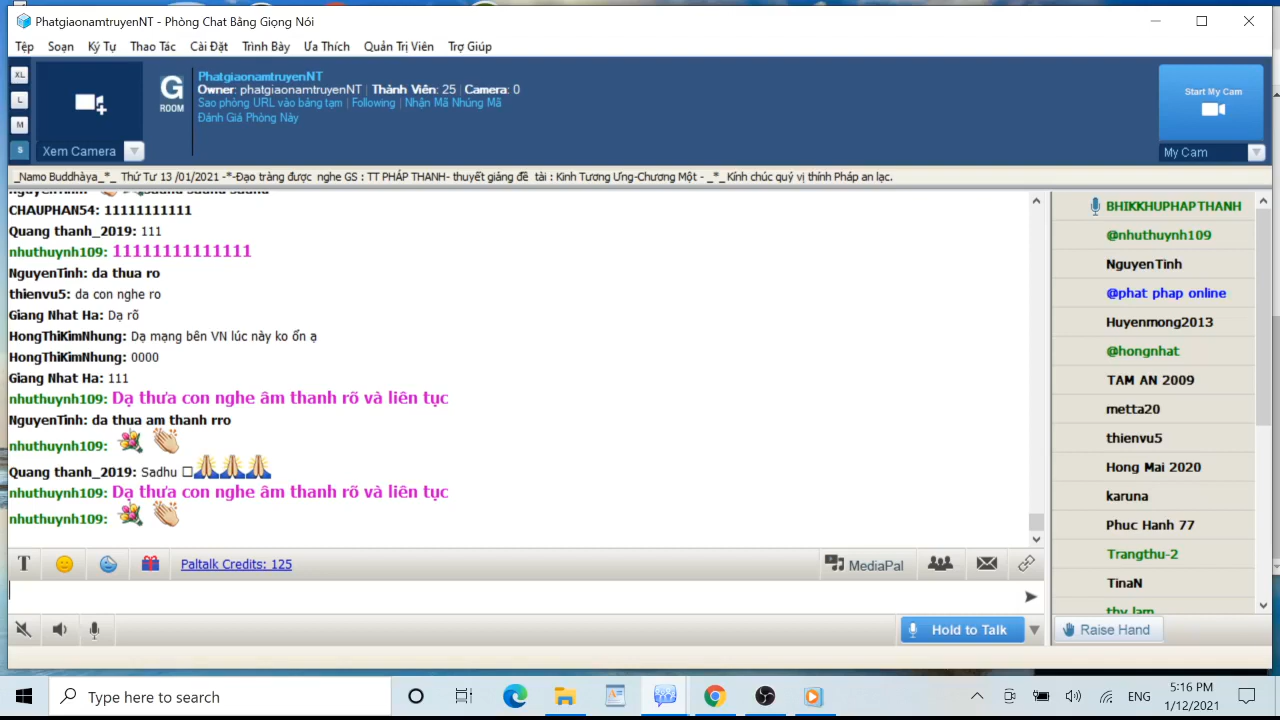 PhatgiaonamtruyenNT - Phòng Chat Bằng Giọng Nói
Tệp Soạn Ký Tự Thao Tác Cài Đặt Trình Bày Ưa Thích Quản Trị Viên Trợ Giúp
XL
L
M
S
Xem Camera
G
ROOM
PhatgiaonamtruyenNT
Owner: phatgiaonamtruyenNT | Thành Viên: 25 | Camera: 0
Sao phòng URL vào bảng tạm | Following | Nhận Mã Nhúng Mã
Đánh Giá Phòng Này
Start My Cam
My Cam
_Namo Buddhàya_*_ Thứ Tư 13 /01/2021 -*-Đạo tràng được nghe GS : TT PHÁP THANH- thuyết giảng đề tài : Kinh Tương Ưng-Chương Một - _*_Kính chúc quý vị thính Pháp an lạc.
CHAUPHAN54: 11111111111
Quang thanh_2019: 111
nhuthuynh109: 11111111111111
NguyenTinh: da thua ro
thienvu5: da con nghe ro
Giang Nhat Ha: Dạ rõ
HongThiKimNhung: Dạ mạng bên VN lúc này ko ổn ạ
HongThiKimNhung: 0000
Giang Nhat Ha: 111
nhuthuynh109: Dạ thưa con nghe âm thanh rõ và liên tục
NguyenTinh: da thua am thanh rro
nhuthuynh109:
Quang thanh_2019: Sadhu
nhuthuynh109: Dạ thưa con nghe âm thanh rõ và liên tục
nhuthuynh109:
BHIKKHUPHAPTHANH
@nhuthuynh109
NguyenTinh
@phat phap online
Huyenmong2013
@hongnhat
TAM AN 2009
metta20
thienvu5
Hong Mai 2020
karuna
Phuc Hanh 77
Trangthu-2
TinaN
thy lam
T
Paltalk Credits: 125
MediaPal
Hold to Talk
Raise Hand
Type here to search
ENG
5:16 PM
1/12/2021